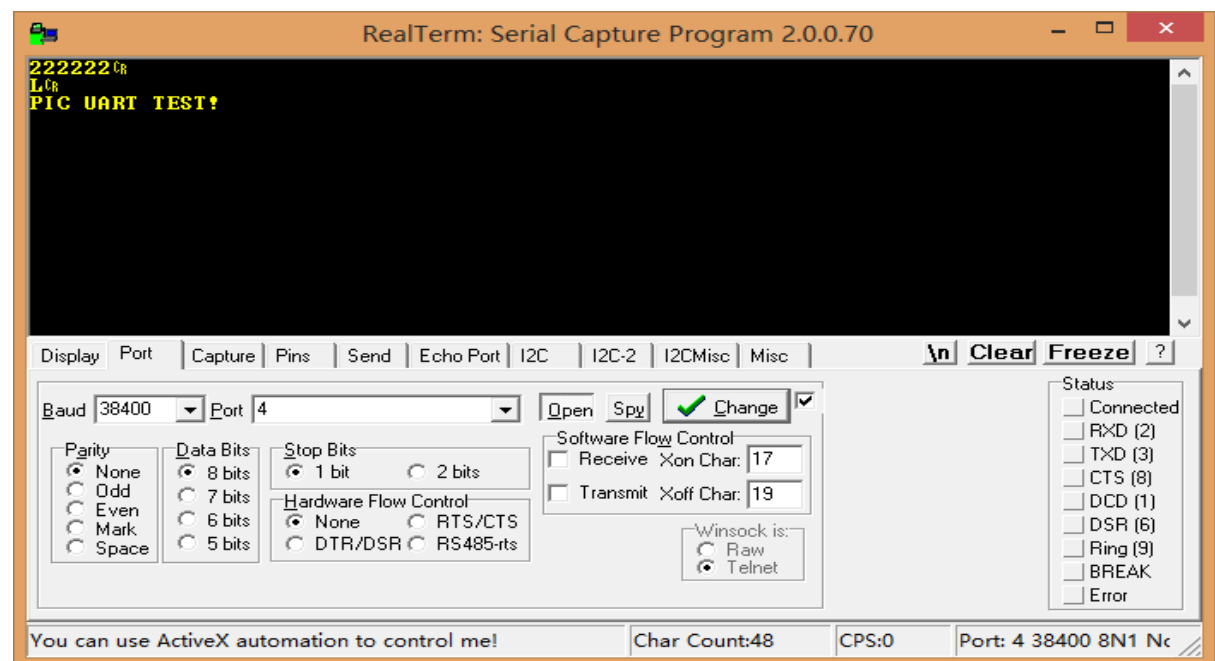 RealTerm: Serial Capture Program 2.0.0.70
222222CR
LCR
PIC UART TEST!
Display Port Capture Pins Send Echo Port I2C I2C-2 I2CMisc Misc \n Clear Freeze ?
Baud 38400 Port 4 Open Spy Change
Parity
None
Odd
Even
Mark
Space
Data Bits
8 bits
7 bits
6 bits
5 bits
Stop Bits
1 bit 2 bits
Hardware Flow Control
None RTS/CTS
DTR/DSR RS485-rts
Software Flow Control
Receive Xon Char: 17
Transmit Xoff Char: 19
Winsock is:
Raw
Telnet
Status
Connected
RXD (2)
TXD (3)
CTS (8)
DCD (1)
DSR (6)
Ring (9)
BREAK
Error
You can use ActiveX automation to control me! Char Count:48 CPS:0 Port: 4 38400 8N1 Nc